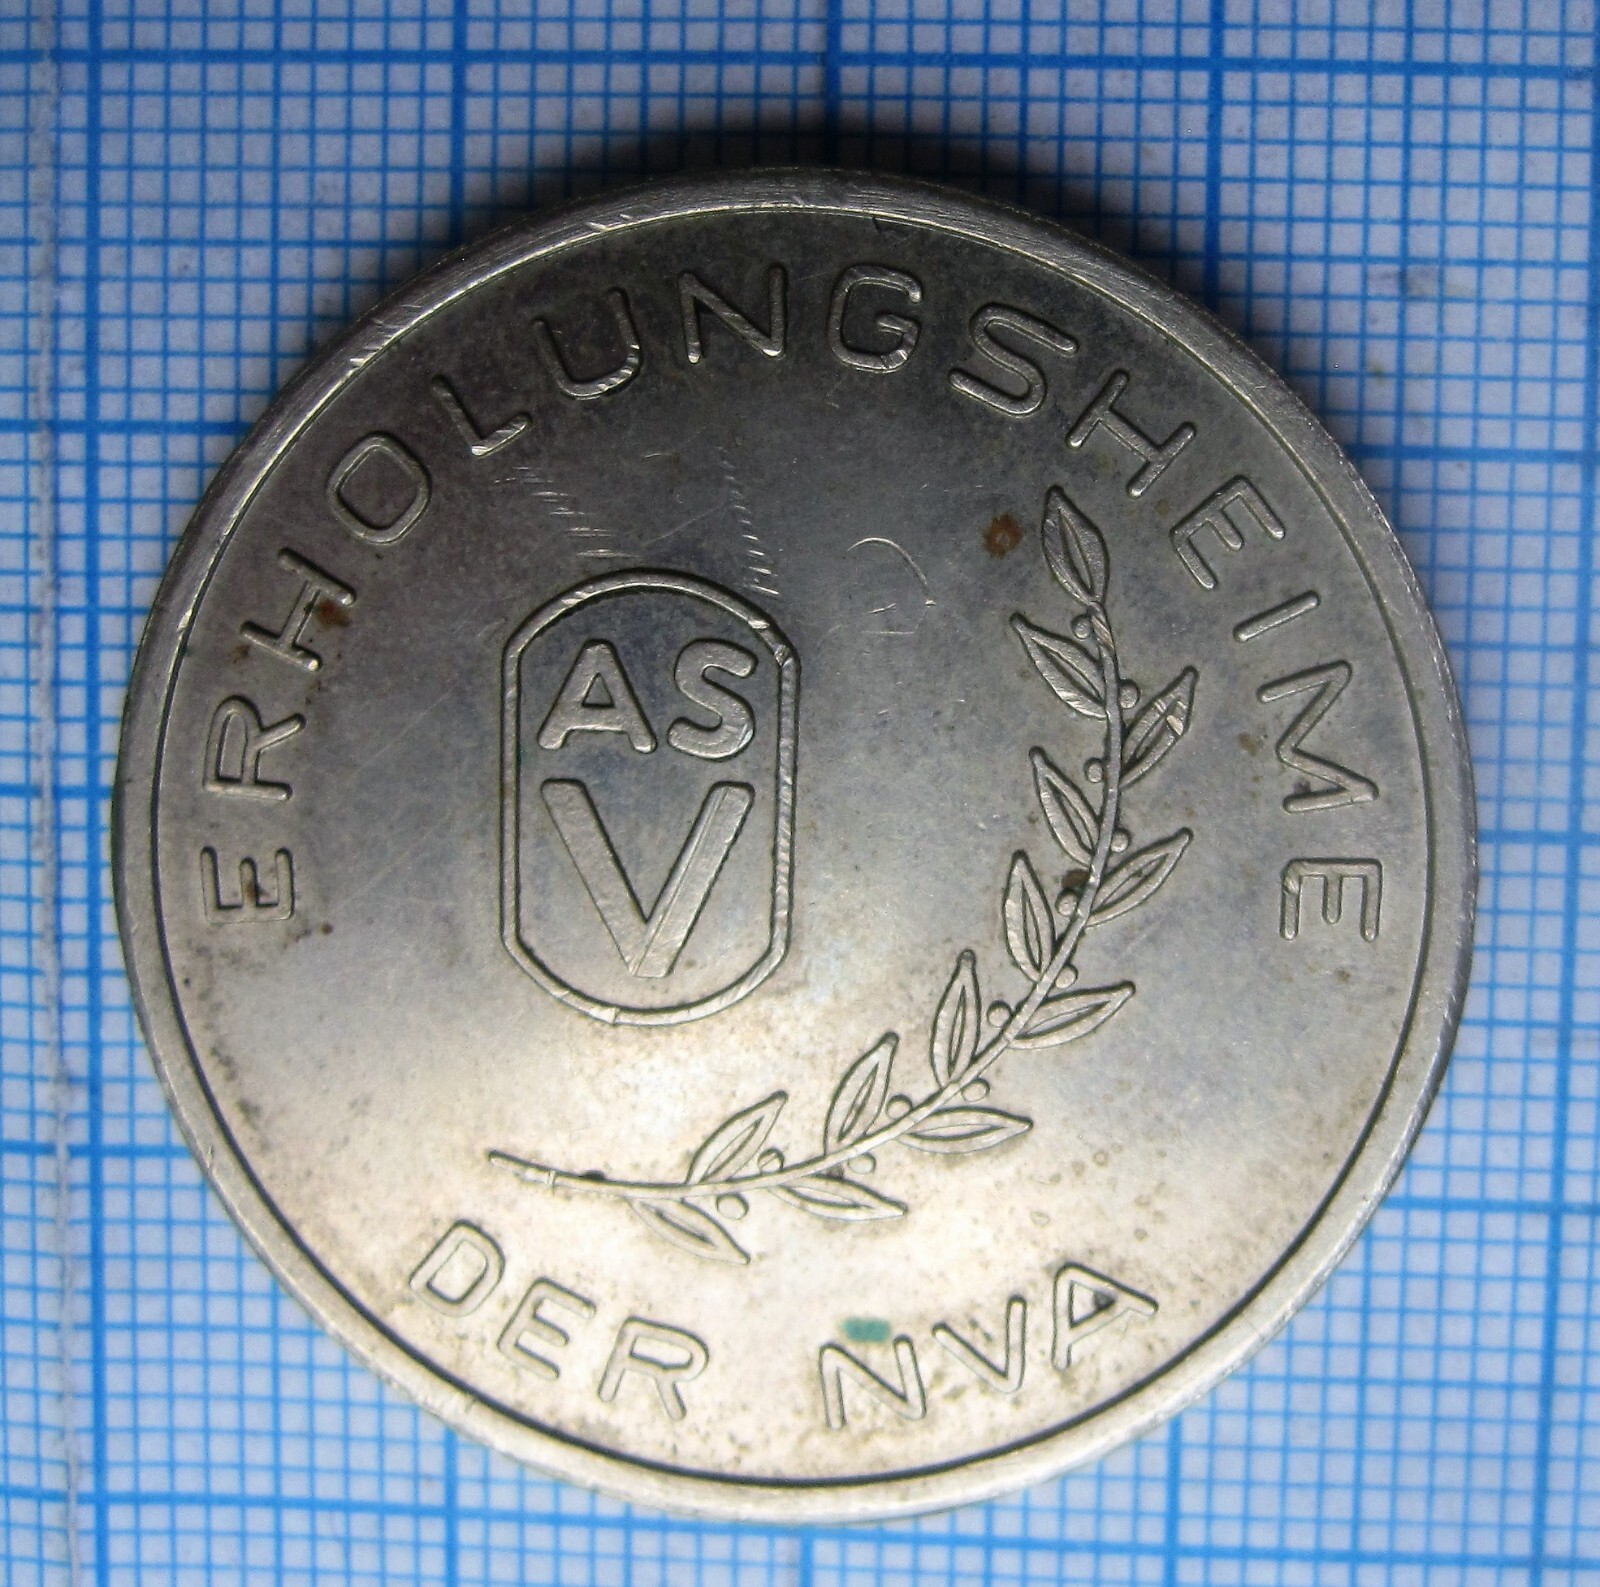 ERHOLUNGSHEIME
AS
V
DER NVA